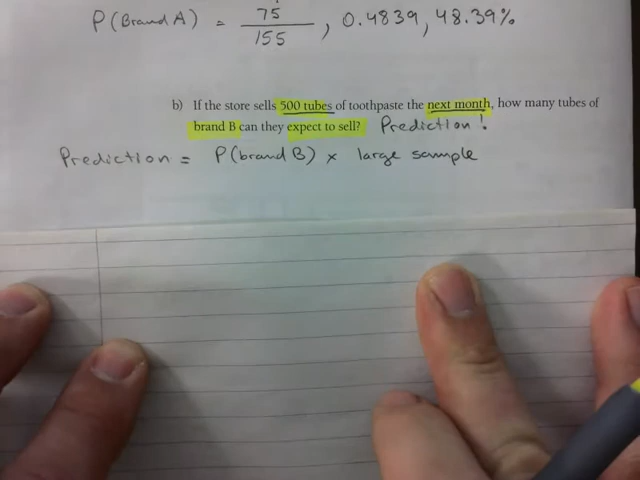 P(Brand A) = 75/155, 0.4839, 48.39%
b) If the store sells 500 tubes of toothpaste the next month, how many tubes of
brand B can they expect to sell? Prediction!
Prediction = P(brand B) × large sample